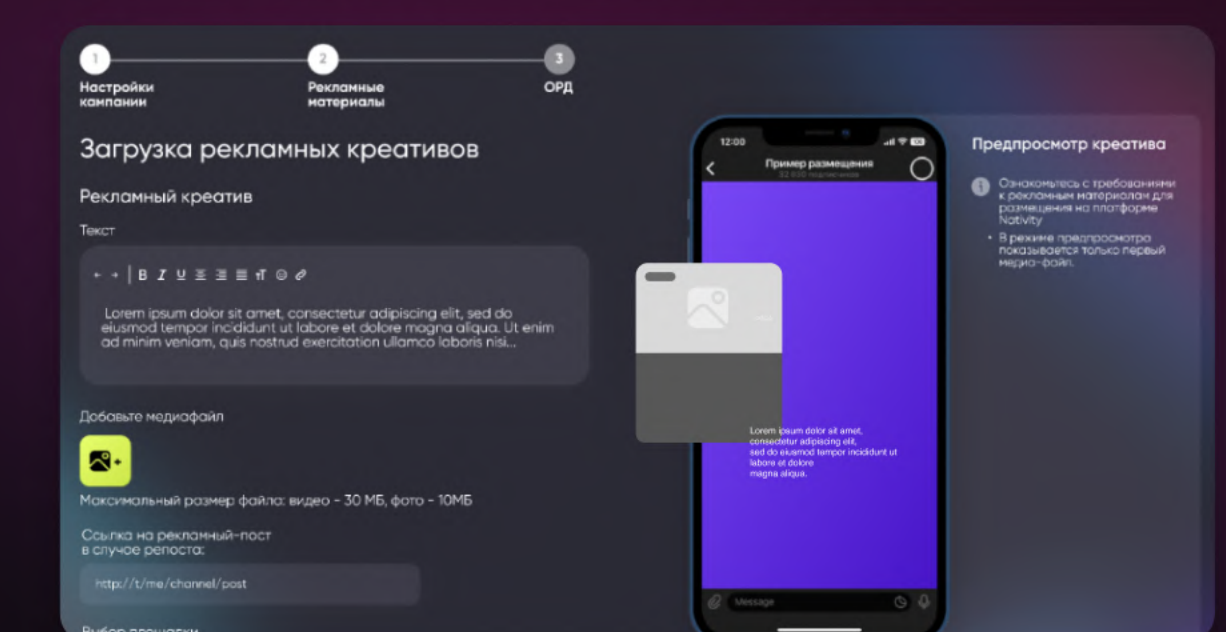 1
2
3
Настройки
кампании
Рекламные
материалы
ОРД
Загрузка рекламных креативов
Рекламный креатив
Текст
B I U
Lorem ipsum dolor sit amet, consectetur adipiscing elit, sed do
eiusmod tempor incididunt ut labore et dolore magna aliqua. Ut enim
ad minim veniam, quis nostrud exercitation ullamco laboris nisi...
Добавьте медиафайл
Максимальный размер файла: видео - 30 МБ, фото - 10МБ
Ссылка на рекламный-пост
в случае репоста:
http://t/me/channel/post
Выбор площадки
12:00
Пример размещения
32 600 подписчиков
Lorem ipsum dolor sit amet,
consectetur adipiscing elit,
sed do eiusmod tempor incididunt ut
labore et dolore
magna aliqua.
Message
Предпросмотр креатива
Ознакомьтесь с требованиями
к рекламным материалам для
размещения на платформе
Nativity
• В режиме предпросмотра
показывается только первый
медиа-файл.